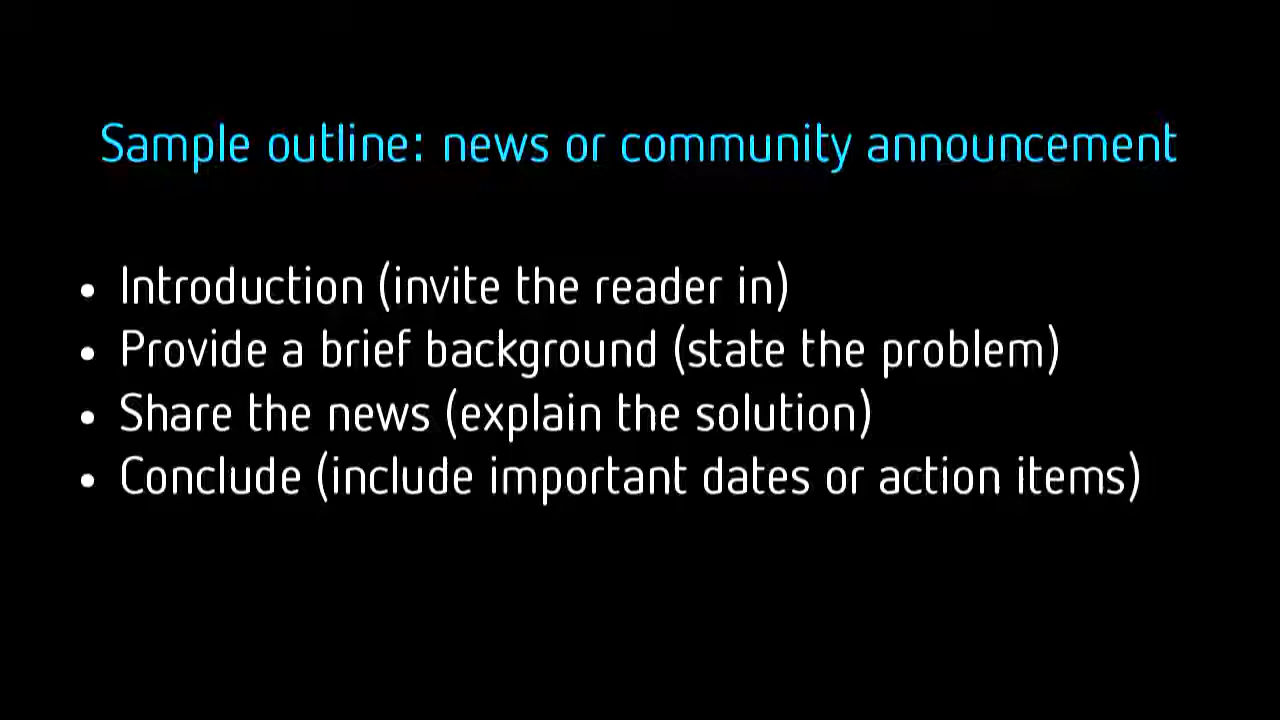 Sample outline: news or community announcement
• Introduction (invite the reader in)
• Provide a brief background (state the problem)
• Share the news (explain the solution)
• Conclude (include important dates or action items)